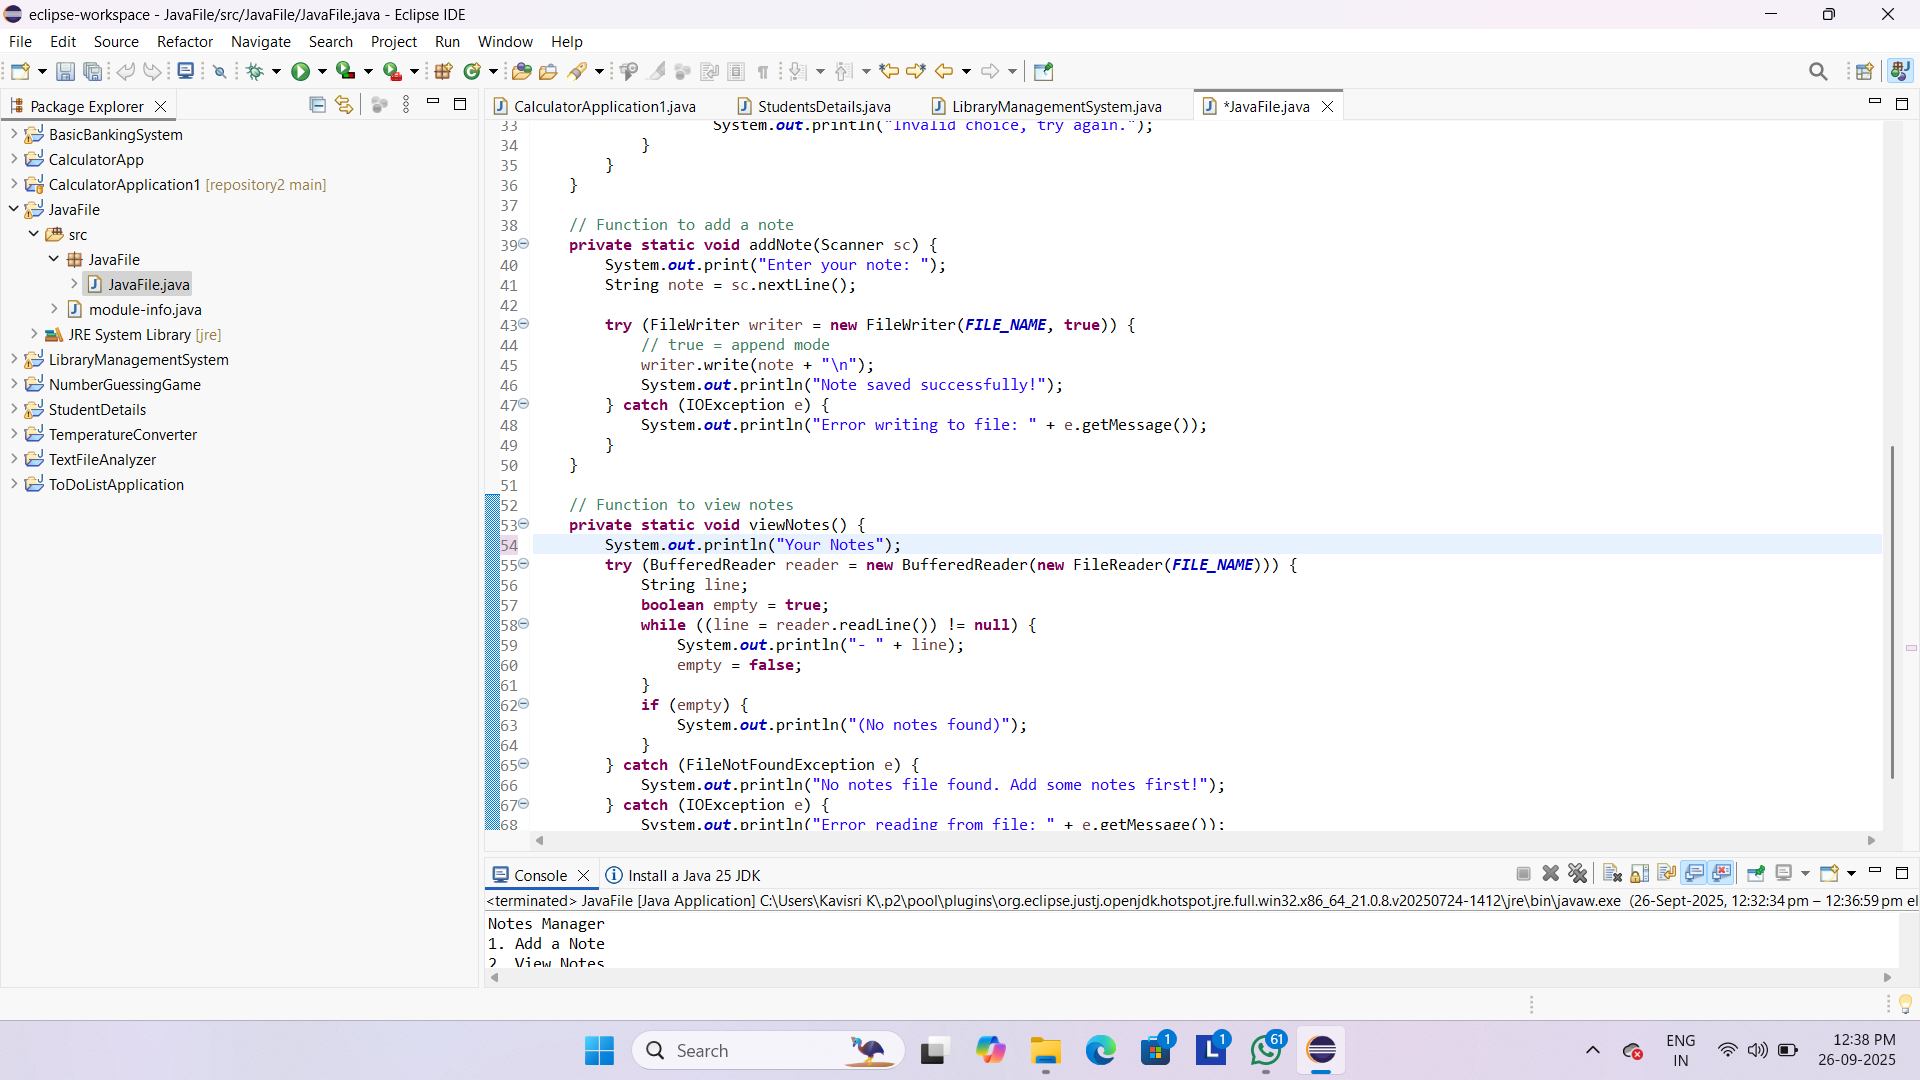 eclipse-workspace - JavaFile/src/JavaFile/JavaFile.java - Eclipse IDE
File Edit Source Refactor Navigate Search Project Run Window Help
Package Explorer
BasicBankingSystem
CalculatorApp
CalculatorApplication1 [repository2 main]
JavaFile
src
JavaFile
JavaFile.java
module-info.java
JRE System Library [jre]
LibraryManagementSystem
NumberGuessingGame
StudentDetails
TemperatureConverter
TextFileAnalyzer
ToDoListApplication
CalculatorApplication1.java StudentsDetails.java LibraryManagementSystem.java *JavaFile.java
33 System.out.println("Invalid choice, try again.");
34 }
35 }
36 }
37
38 // Function to add a note
39 private static void addNote(Scanner sc) {
40 System.out.print("Enter your note: ");
41 String note = sc.nextLine();
42
43 try (FileWriter writer = new FileWriter(FILE_NAME, true)) {
44 // true = append mode
45 writer.write(note + "\n");
46 System.out.println("Note saved successfully!");
47 } catch (IOException e) {
48 System.out.println("Error writing to file: " + e.getMessage());
49 }
50 }
51
52 // Function to view notes
53 private static void viewNotes() {
54 System.out.println("Your Notes");
55 try (BufferedReader reader = new BufferedReader(new FileReader(FILE_NAME))) {
56 String line;
57 boolean empty = true;
58 while ((line = reader.readLine()) != null) {
59 System.out.println("- " + line);
60 empty = false;
61 }
62 if (empty) {
63 System.out.println("(No notes found)");
64 }
65 } catch (FileNotFoundException e) {
66 System.out.println("No notes file found. Add some notes first!");
67 } catch (IOException e) {
68 System.out.println("Error reading from file: " + e.getMessage());
Console Install a Java 25 JDK
<terminated> JavaFile [Java Application] C:\Users\Kavisri K\.p2\pool\plugins\org.eclipse.justj.openjdk.hotspot.jre.full.win32.x86_64_21.0.8.v20250724-1412\jre\bin\javaw.exe (26-Sept-2025, 12:32:34 pm – 12:36:59 pm el
Notes Manager
1. Add a Note
2. View Notes
Search
1
1
61
ENG
IN
12:38 PM
26-09-2025